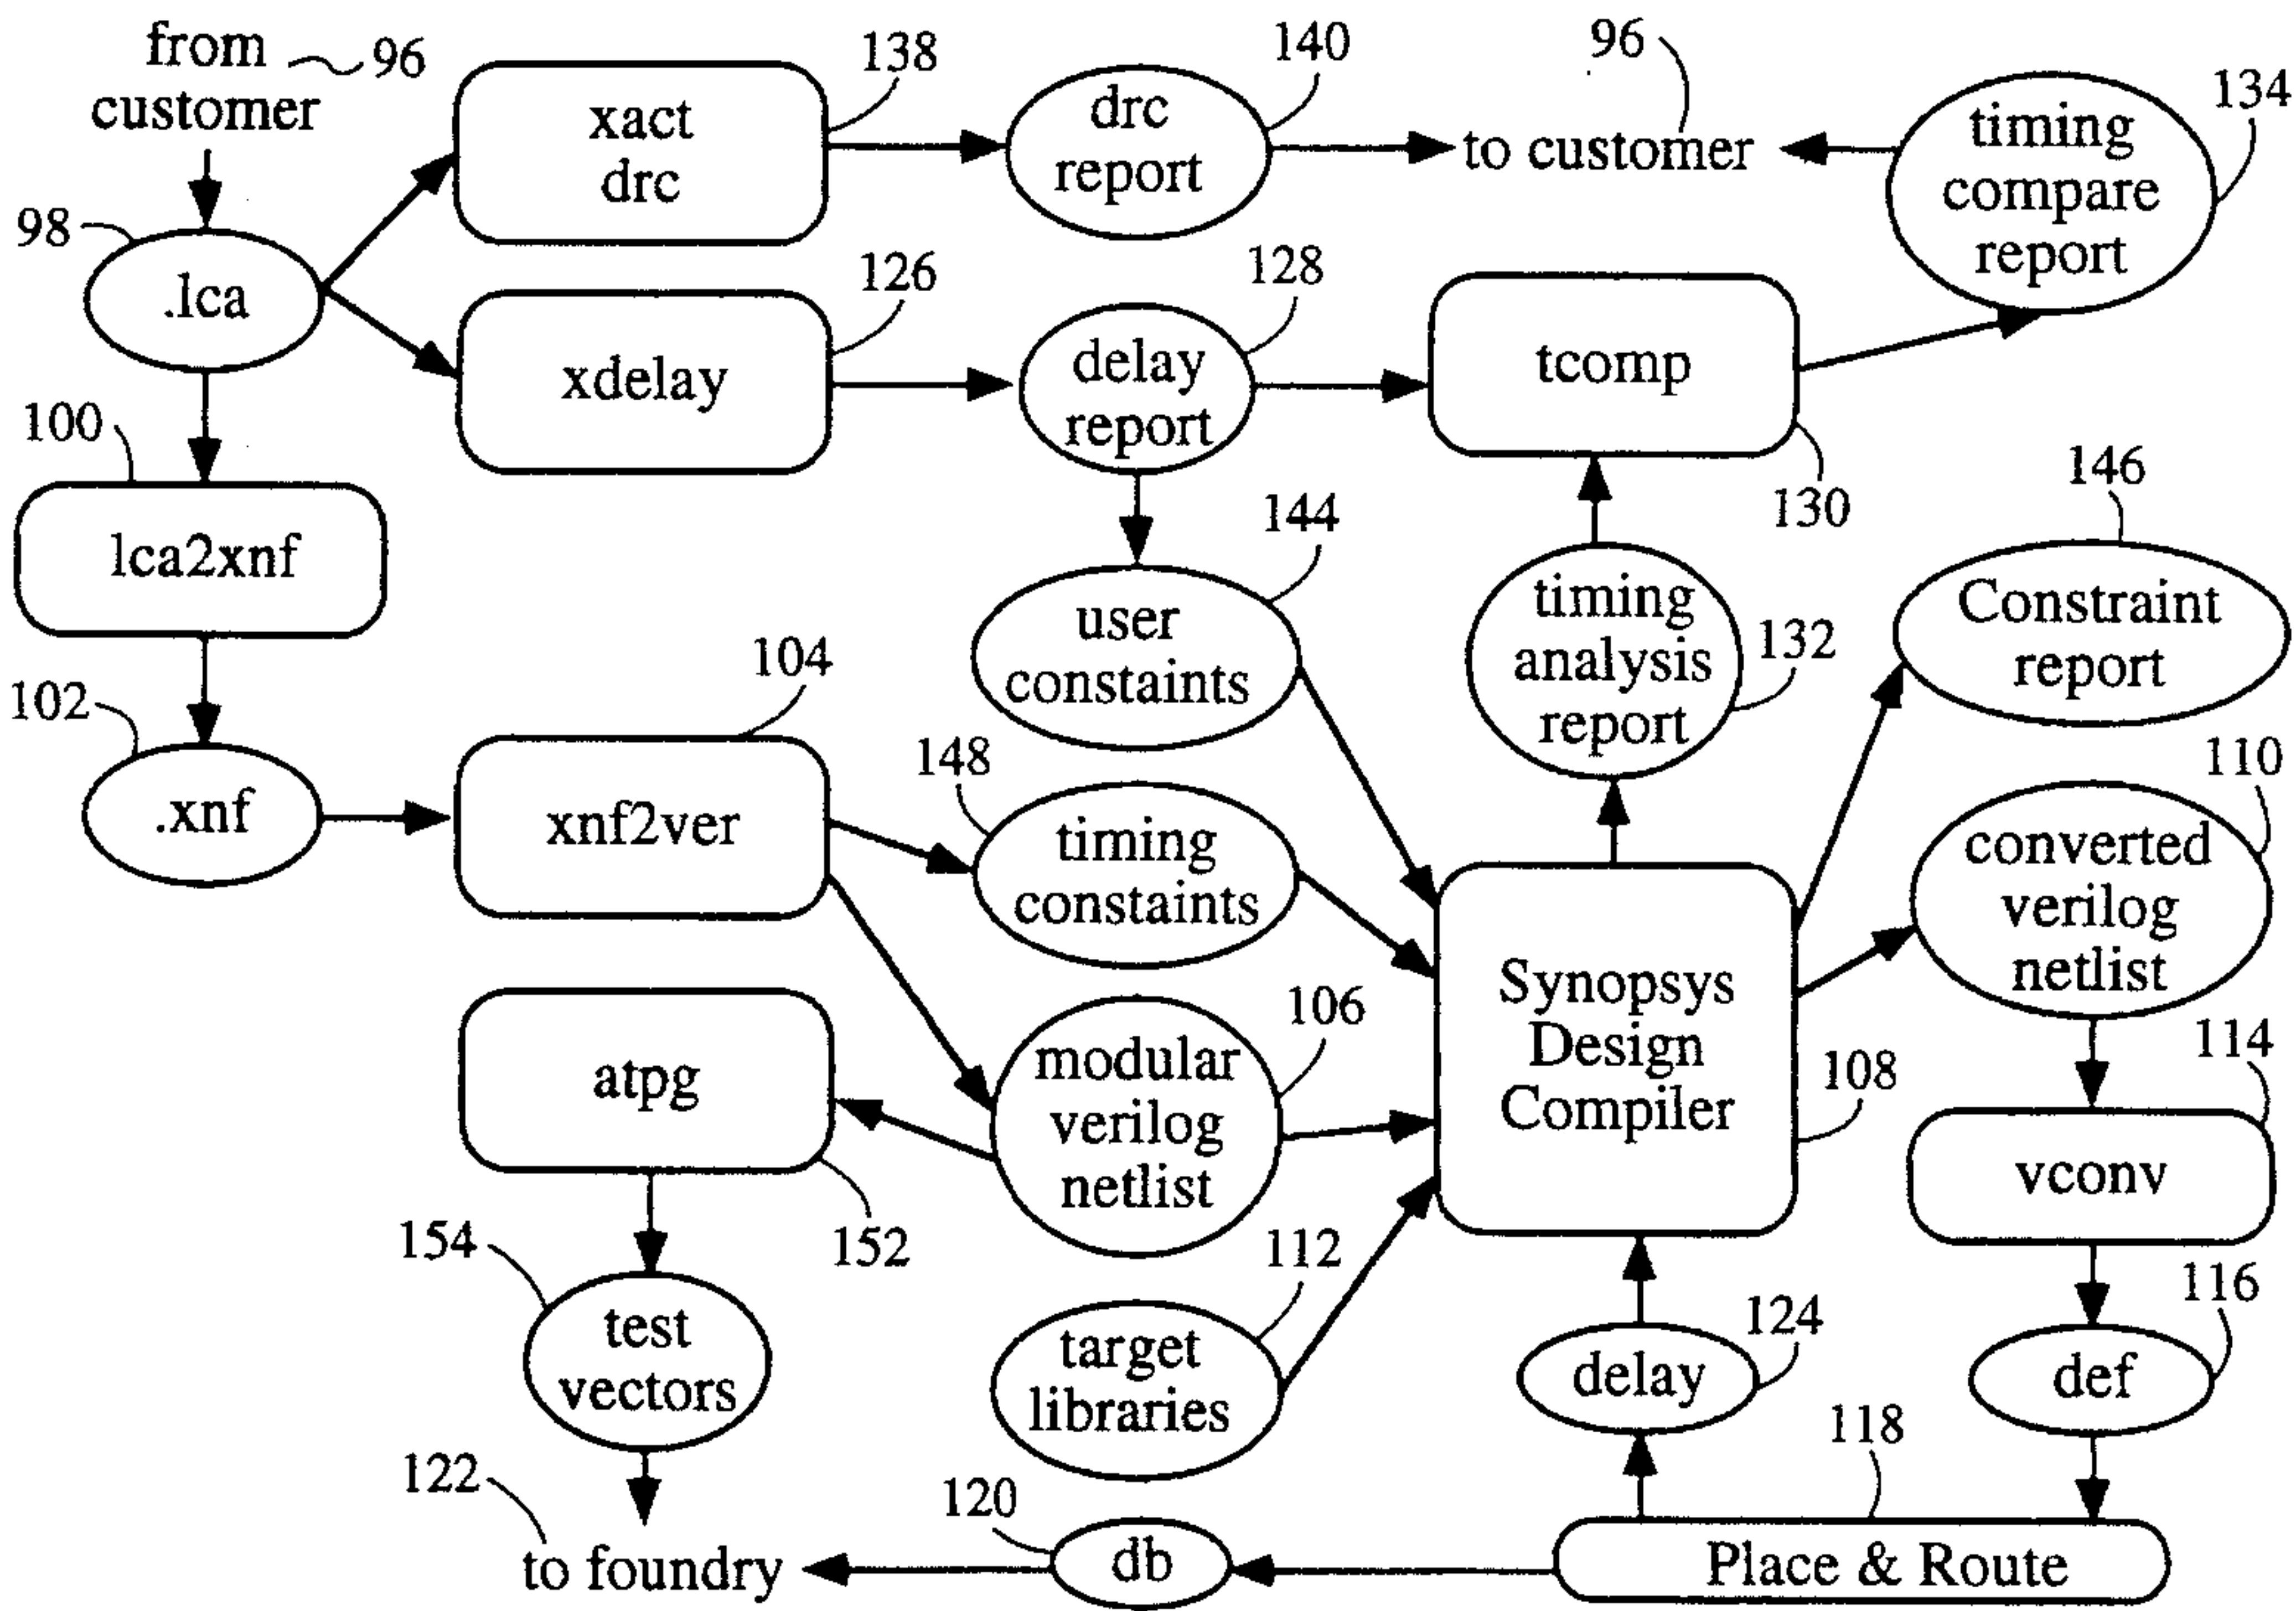 from
customer
96
98
.lca
100
lca2xnf
102
.xnf
138
xact
drc
140
drc
report
96
to customer
134
timing
compare
report
126
xdelay
128
delay
report
tcomp
130
144
user
constaints
timing
analysis
report
132
146
Constraint
report
104
xnf2ver
148
timing
constaints
110
converted
verilog
netlist
106
modular
verilog
netlist
Synopsys
Design
Compiler
108
114
vconv
atpg
152
154
test
vectors
112
target
libraries
124
delay
116
def
122
to foundry
120
db
118
Place & Route